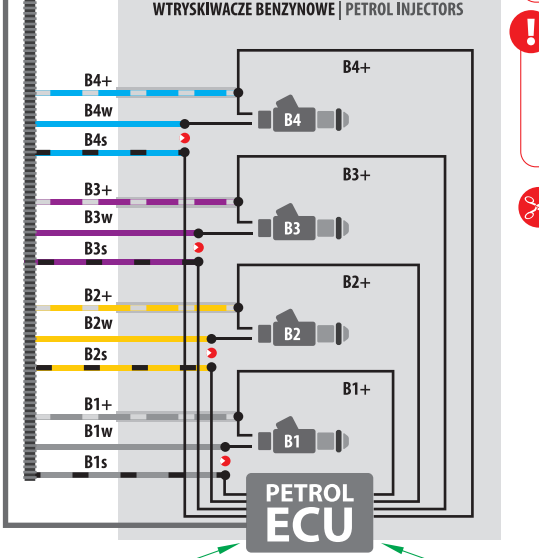 WTRYSKIWACZE BENZYNOWE | PETROL INJECTORS
B4+
B4+
B4w
B4
B4s
B3+
B3+
B3w
B3
B3s
B2+
B2+
B2w
B2
B2s
B1+
B1+
B1w
B1
B1s
PETROL
ECU
!